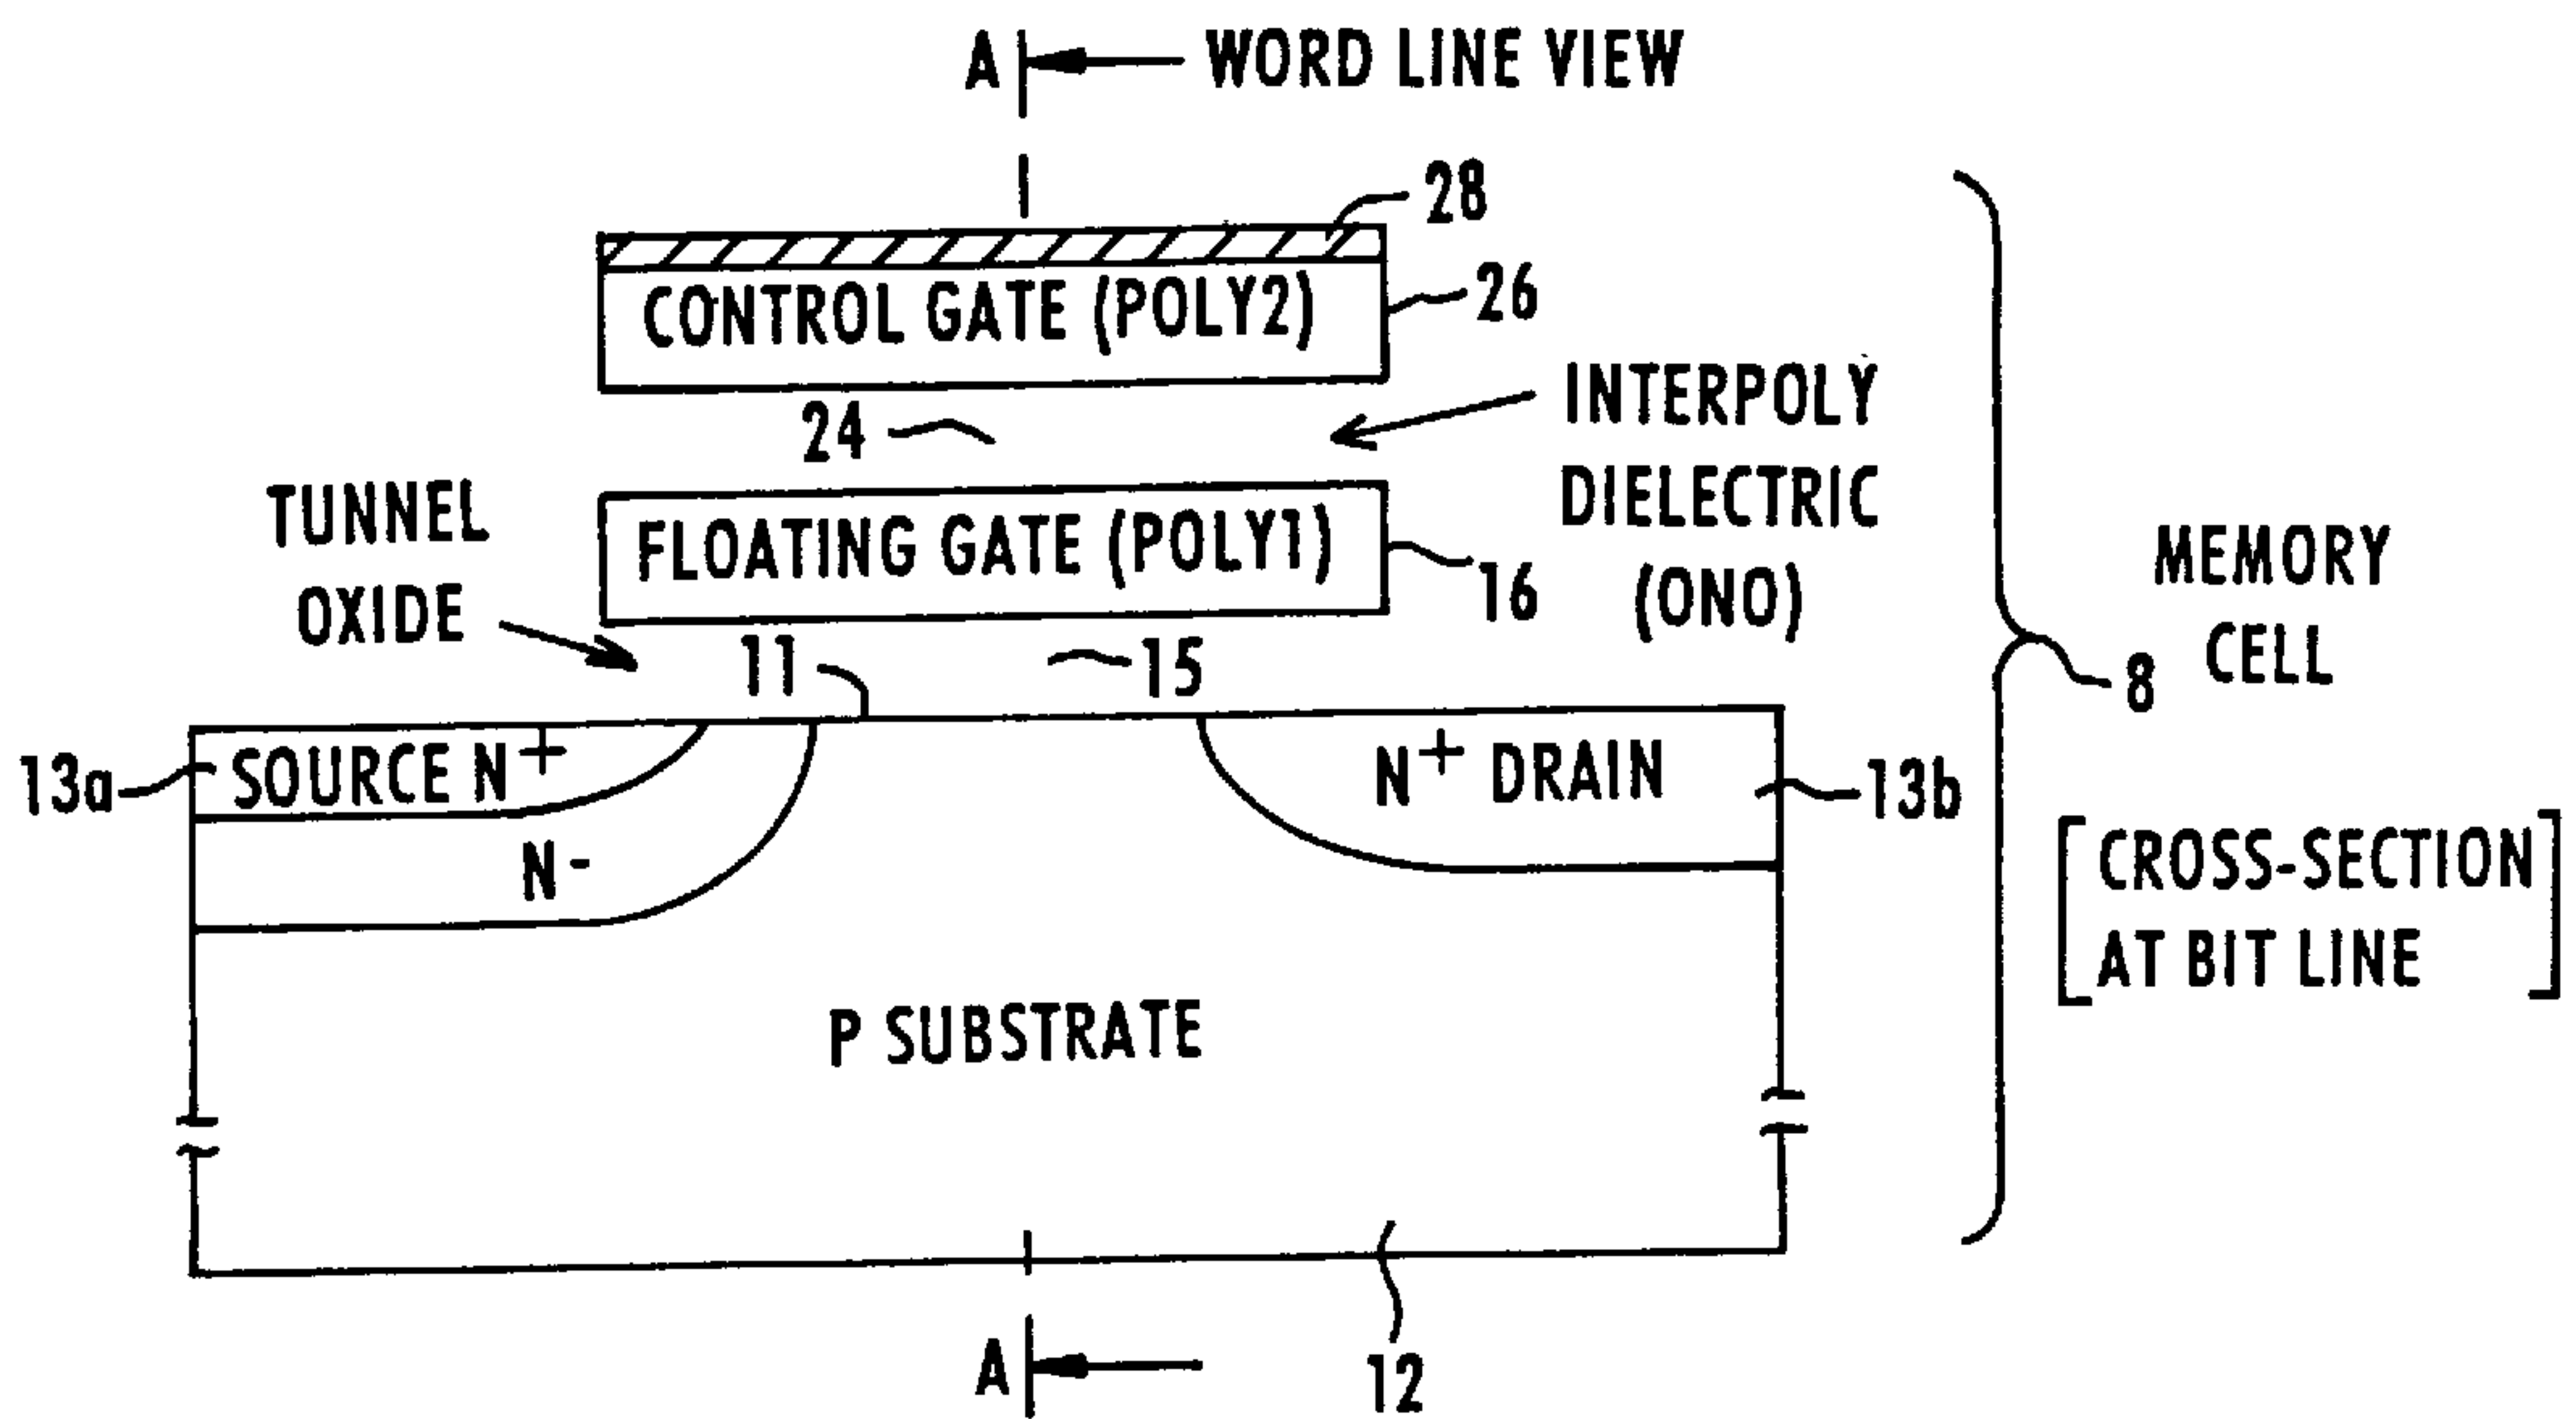 A WORD LINE VIEW
28
CONTROL GATE (POLY2)
26
24
INTERPOLY
DIELECTRIC
(ONO)
TUNNEL
OXIDE
FLOATING GATE (POLY1)
16
11
15
MEMORY
CELL
8
13a
SOURCE N+
N+ DRAIN
13b
N-
[CROSS-SECTION
AT BIT LINE]
P SUBSTRATE
A
12